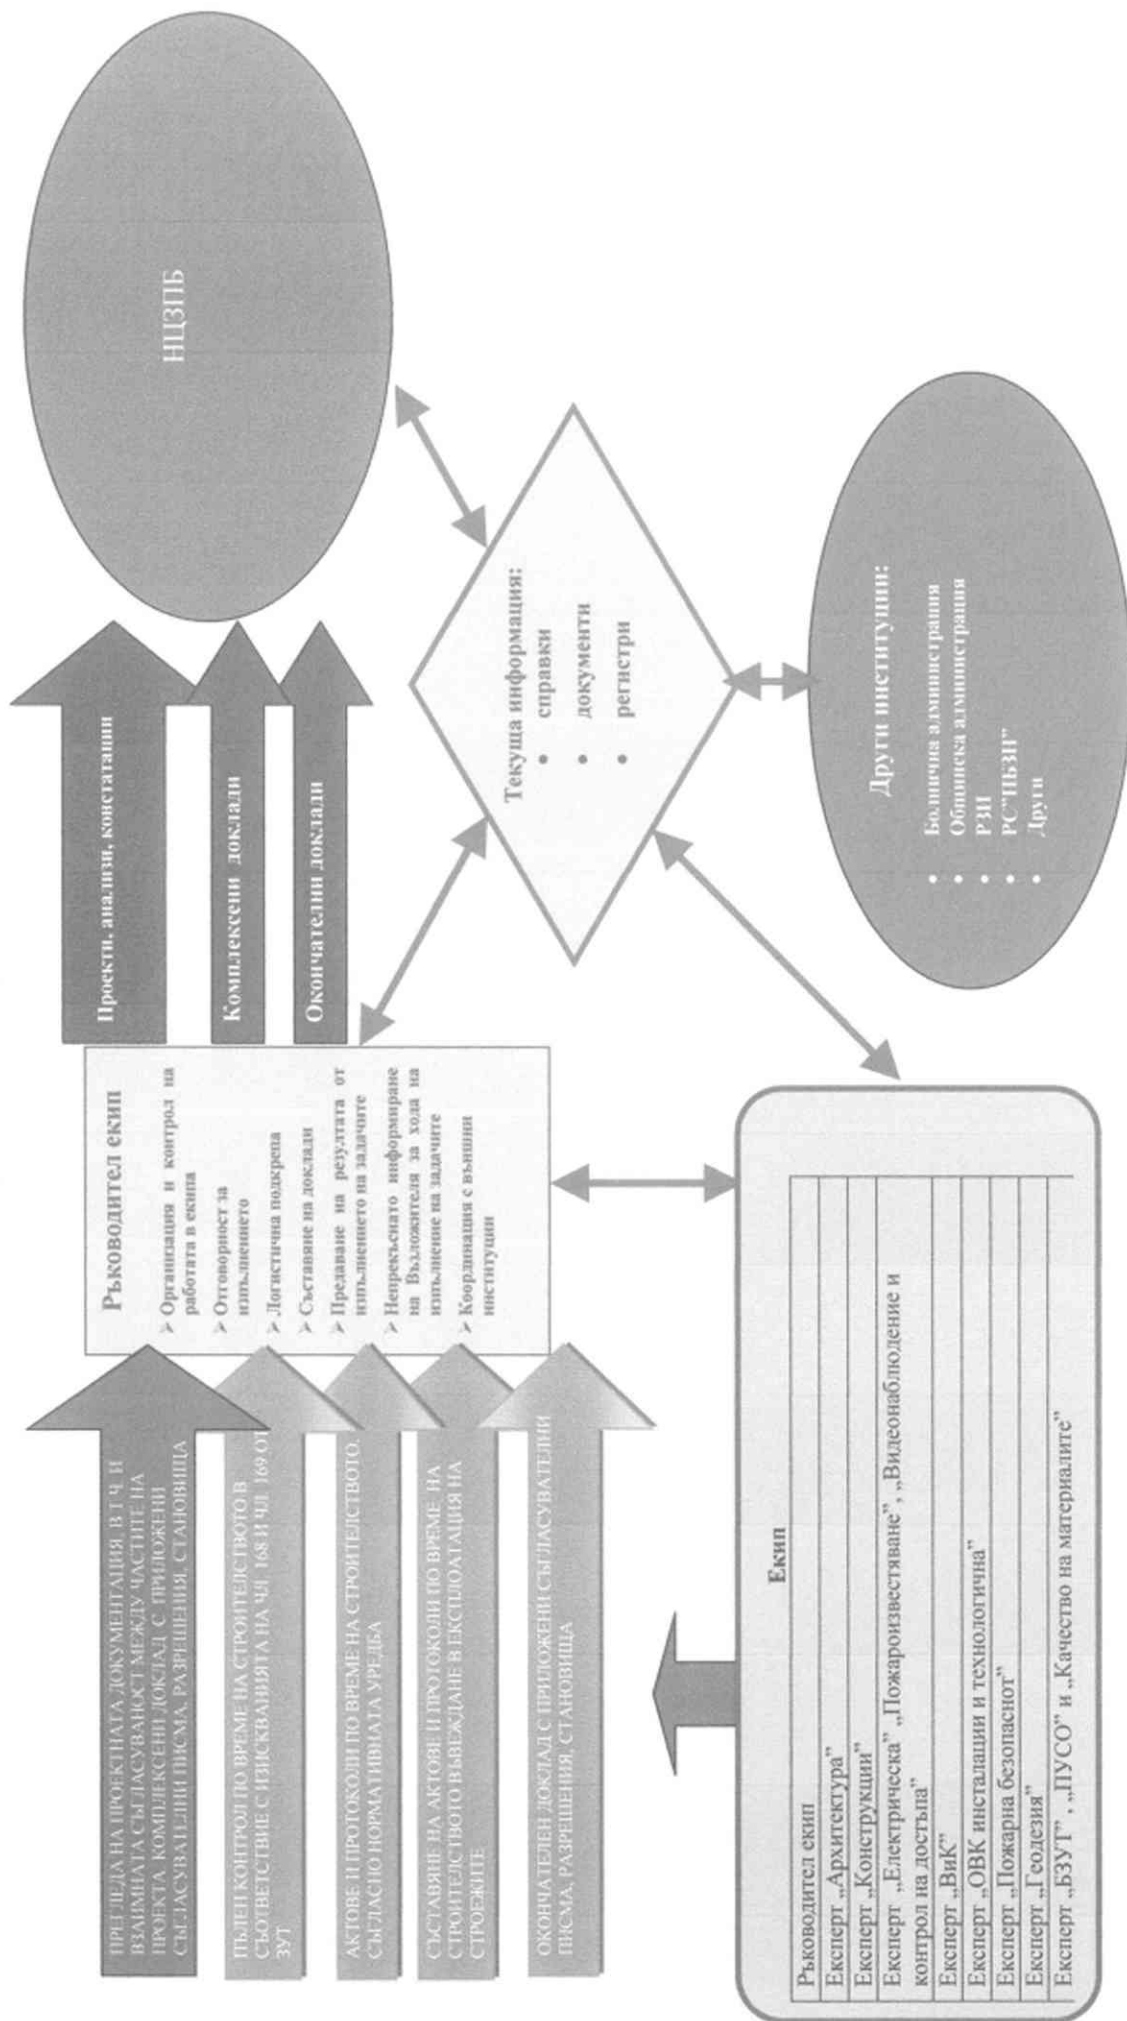 ПРЕГЛЕД НА ПРОЕКТНАТА ДОКУМЕНТАЦИЯ, В Т.Ч. И
ВЗАИМНАТА СЪГЛАСУВАНОСТ МЕЖДУ ЧАСТИТЕ НА
ПРОЕКТА. КОМПЛЕКСЕНИ ДОКЛАД С ПРИЛОЖЕНИ
СЪГЛАСУВАТЕЛНИ ПИСМА, РАЗРЕШЕНИЯ, СТАНОВИЩА
ПЪЛЕН КОНТРОЛ ПО ВРЕМЕ НА СТРОИТЕЛСТВОТО В
СЪОТВЕТСТВИЕ С ИЗИСКВАНИЯТА НА ЧЛ. 168 И ЧЛ. 169 ОТ
ЗУТ
АКТОВЕ И ПРОТОКОЛИ ПО ВРЕМЕ НА СТРОИТЕЛСТВОТО,
СЪГЛАСНО НОРМАТИВНАТА УРЕДБА
СЪСТАВЯНЕ НА АКТОВЕ И ПРОТОКОЛИ ПО ВРЕМЕ НА
СТРОИТЕЛСТВОТО ВЪВЕЖДАНЕ В ЕКСПЛОАТАЦИЯ НА
СТРОЕЖИТЕ
ОКОНЧАТЕЛЕН ДОКЛАД С ПРИЛОЖЕНИ СЪГЛАСУВАТЕЛНИ
ПИСМА, РАЗРЕШЕНИЯ, СТАНОВИЩА
Ръководител екип
➢ Организация и контрол на
работата в екипа
➢ Отговорност за
изпълнението
➢ Логистична подкрепа
➢ Съставяне на доклади
➢ Предаване на резултата от
изпълнението на задачите
➢ Непрекъснато информиране
на Възложителя за хода на
изпълнение на задачите
➢ Координация с външни
институции
Проекти, анализи, констатации
Комплексени доклади
Окончателни доклади
НЦЗПБ
Текуща информация:
• справки
• документи
• регистри
Други институции:
• Болнична администрация
• Общинска администрация
• РЗИ
• РС"ПБЗН"
• Други
Екип
Ръководител екип
Експерт „Архитектура”
Експерт „Конструкции”
Експерт „Електрическа” „Пожароизвестяване”, „Видеонаблюдение и
контрол на достъпа”
Експерт „ВиК”
Експерт „ОВК инсталации и технологична”
Експерт „Пожарна безопаснот”
Експерт „Геодезия”
Експерт „БЗУТ”, „ПУСО” и „Качество на материалите”